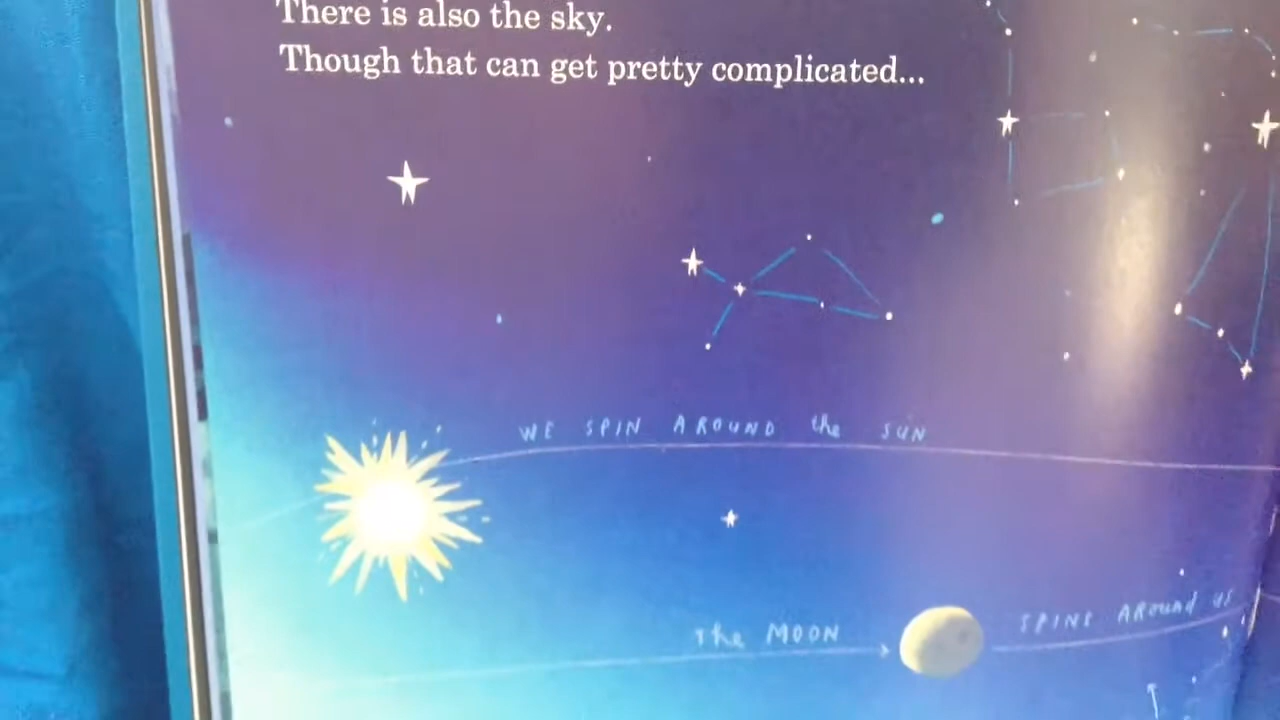 There is also the sky.
Though that can get pretty complicated...
WE SPIN AROUND the SUN
The MOON SPINS AROUND US